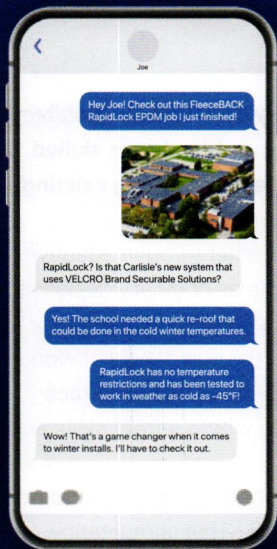 Joe
Hey Joe! Check out this FleeceBACK
RapidLock EPDM job I just finished!
RapidLock? Is that Carlisle's new system that
uses VELCRO Brand Securable Solutions?
Yes! The school needed a quick re-roof that
could be done in the cold winter temperatures.
RapidLock has no temperature
restrictions and has been tested to
work in weather as cold as -45°F!
Wow! That's a game changer when it comes
to winter installs. I'll have to check it out.